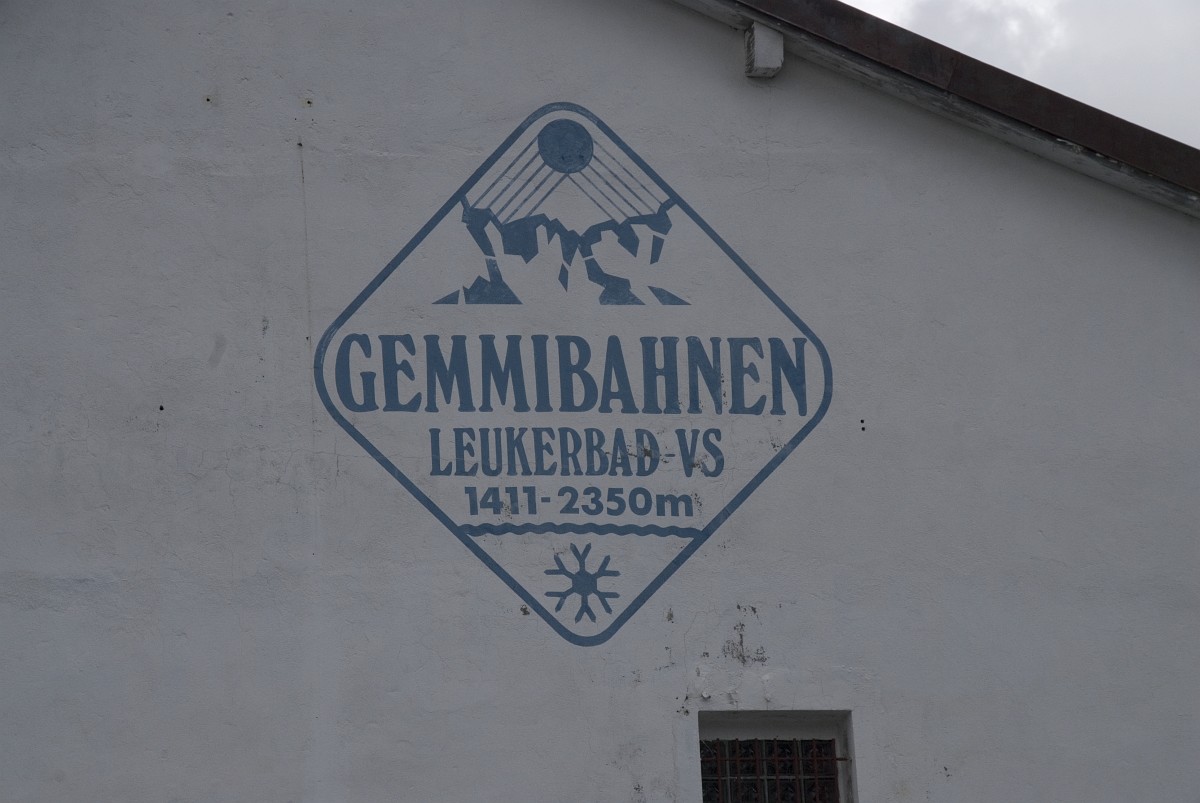 GEMMIBAHNEN
LEUKERBAD-VS
1411-2350m